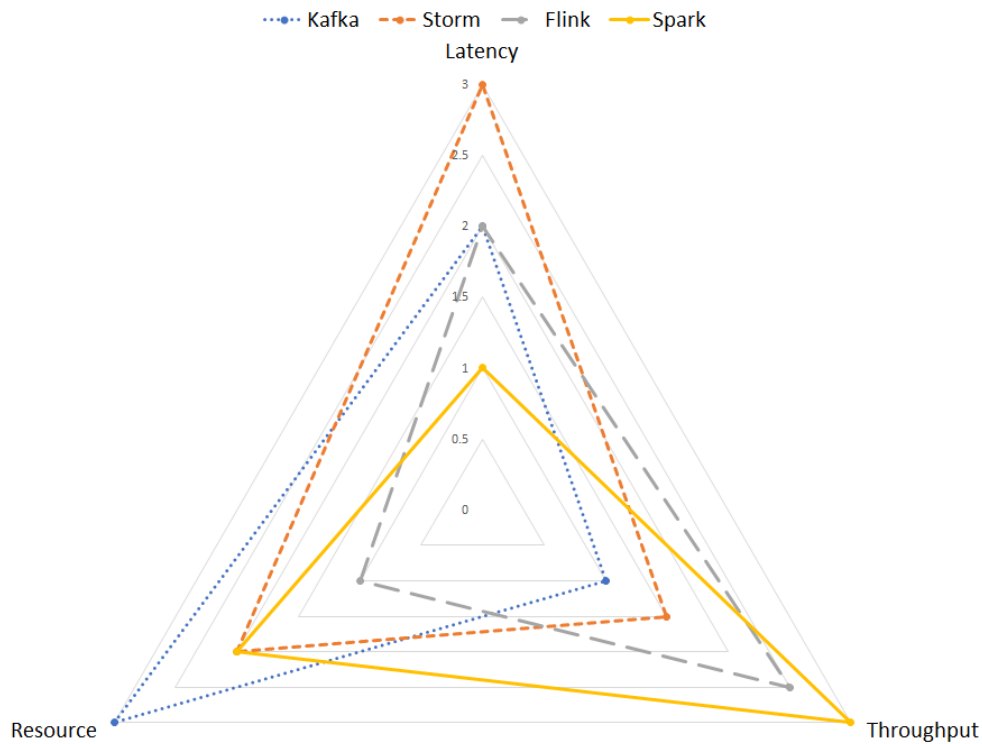 Kafka Storm Flink Spark
Latency
3
2.5
2
1.5
1
0.5
0
Resource Throughput